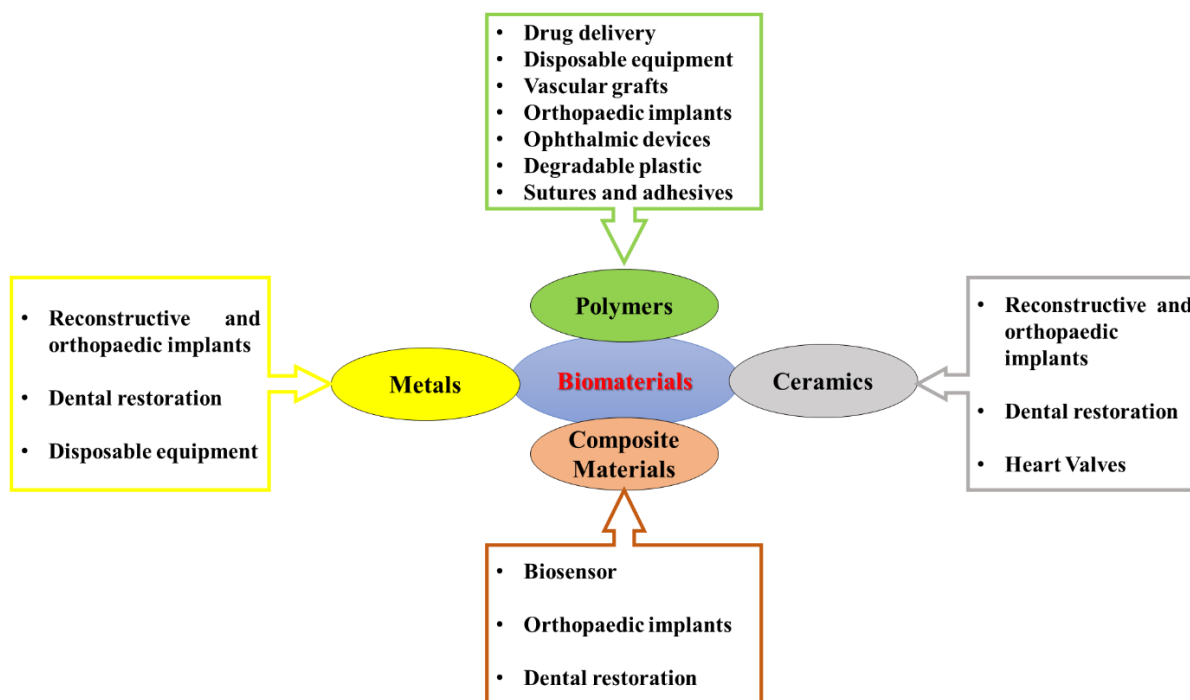 • Drug delivery
• Disposable equipment
• Vascular grafts
• Orthopaedic implants
• Ophthalmic devices
• Degradable plastic
• Sutures and adhesives
Polymers
• Reconstructive and
orthopaedic implants
• Dental restoration
• Disposable equipment
Metals
Biomaterials
Ceramics
• Reconstructive and
orthopaedic
implants
• Dental restoration
• Heart Valves
Composite
Materials
• Biosensor
• Orthopaedic implants
• Dental restoration